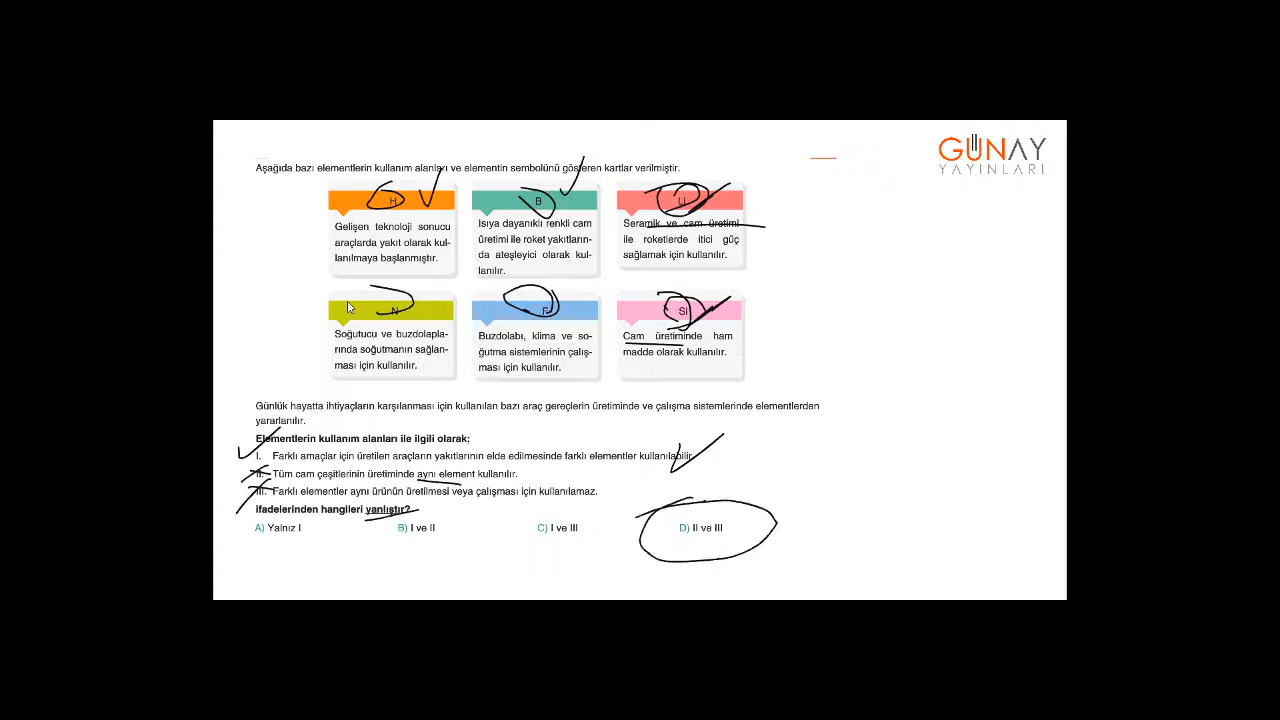 GÜNAY
YAYINLARI
Aşağıda bazı elementlerin kullanım alanları ve elementin sembolünü gösteren kartlar verilmiştir.
H
Gelişen teknoloji sonucu
araçlarda yakıt olarak kul-
lanılmaya başlanmıştır.
B
Isıya dayanıklı renkli cam
üretimi ile roket yakıtların-
da ateşleyici olarak kul-
lanılır.
Lİ
Seramik ve cam üretimi
ile roketlerde itici güç
sağlamak için kullanılır.
N
Soğutucu ve buzdolapla-
rında soğutmanın sağlan-
ması için kullanılır.
F
Buzdolabı, klima ve so-
ğutma sistemlerinin çalış-
ması için kullanılır.
Sİ
Cam üretiminde ham
madde olarak kullanılır.
Günlük hayatta ihtiyaçların karşılanması için kullanılan bazı araç gereçlerin üretiminde ve çalışma sistemlerinde elementlerden
yararlanılır.
Elementlerin kullanım alanları ile ilgili olarak;
I. Farklı amaçlar için üretilen araçların yakıtlarının elde edilmesinde farklı elementler kullanılabilir.
II. Tüm cam çeşitlerinin üretiminde aynı element kullanılır.
III. Farklı elementler aynı ürünün üretilmesi veya çalışması için kullanılamaz.
ifadelerinden hangileri yanlıştır?
A) Yalnız I B) I ve II C) I ve III D) II ve III